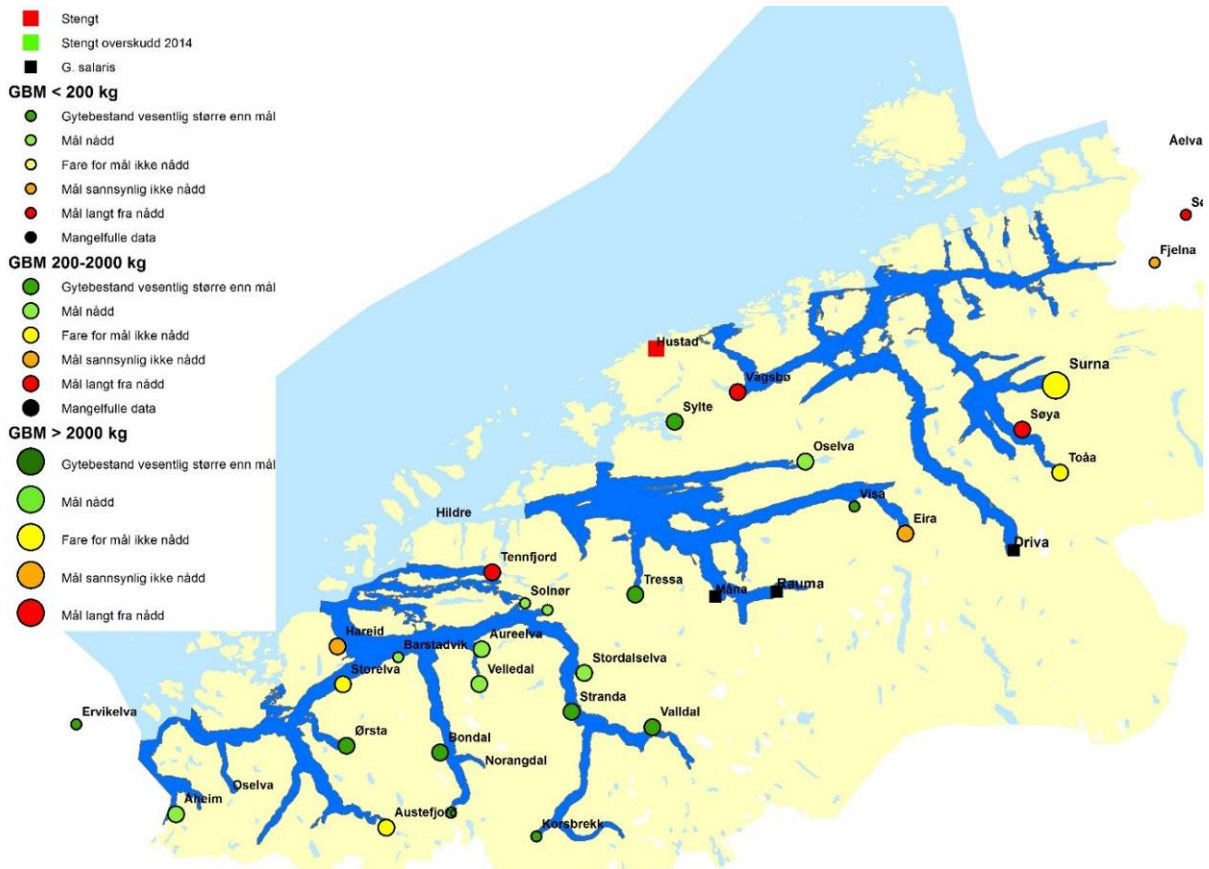 Stengt
Stengt overskudd 2014
G. salaris
GBM < 200 kg
Gytebestand vesentlig større enn mål
Mål nådd
Fare for mål ikke nådd
Mål sannsynlig ikke nådd
Mål langt fra nådd
Mangelfulle data
GBM 200-2000 kg
Gytebestand vesentlig større enn mål
Mål nådd
Fare for mål ikke nådd
Mål sannsynlig ikke nådd
Mål langt fra nådd
Mangelfulle data
GBM > 2000 kg
Gytebestand vesentlig større enn mål
Mål nådd
Fare for mål ikke nådd
Mål sannsynlig ikke nådd
Mål langt fra nådd
Åelva
Fjelna
Hustad
Vågsbø
Surna
Sylte
Søya
Oselva
Toåa
Visa
Eira
Hildre
Driva
Tennfjord
Tressa
Måna
Rauma
Solnør
Hareid
Barstadvik
Aureelva
Storelva
Velledal
Stordalselva
Stranda
Valldal
Ervikelva
Ørsta
Bondal
Norangdal
Oselva
Åheim
Austefjord
Korsbrekk